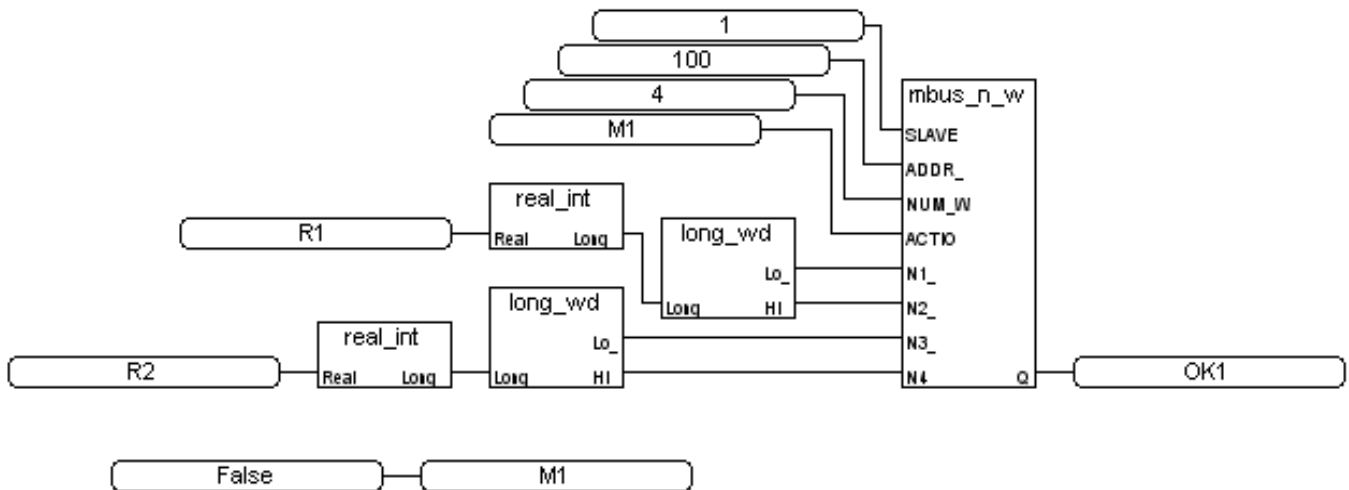 1
100
mbus_n_w
4
M1
SLAVE
ADDR_
real_int
NUM_W
R1
Real Long
long_wd
ACTIO
Lo_
N1_
long_wd
Long HI
N2_
real_int
Lo_
N3_
R2
Real Long
Long HI
N4 Q
OK1
False
M1